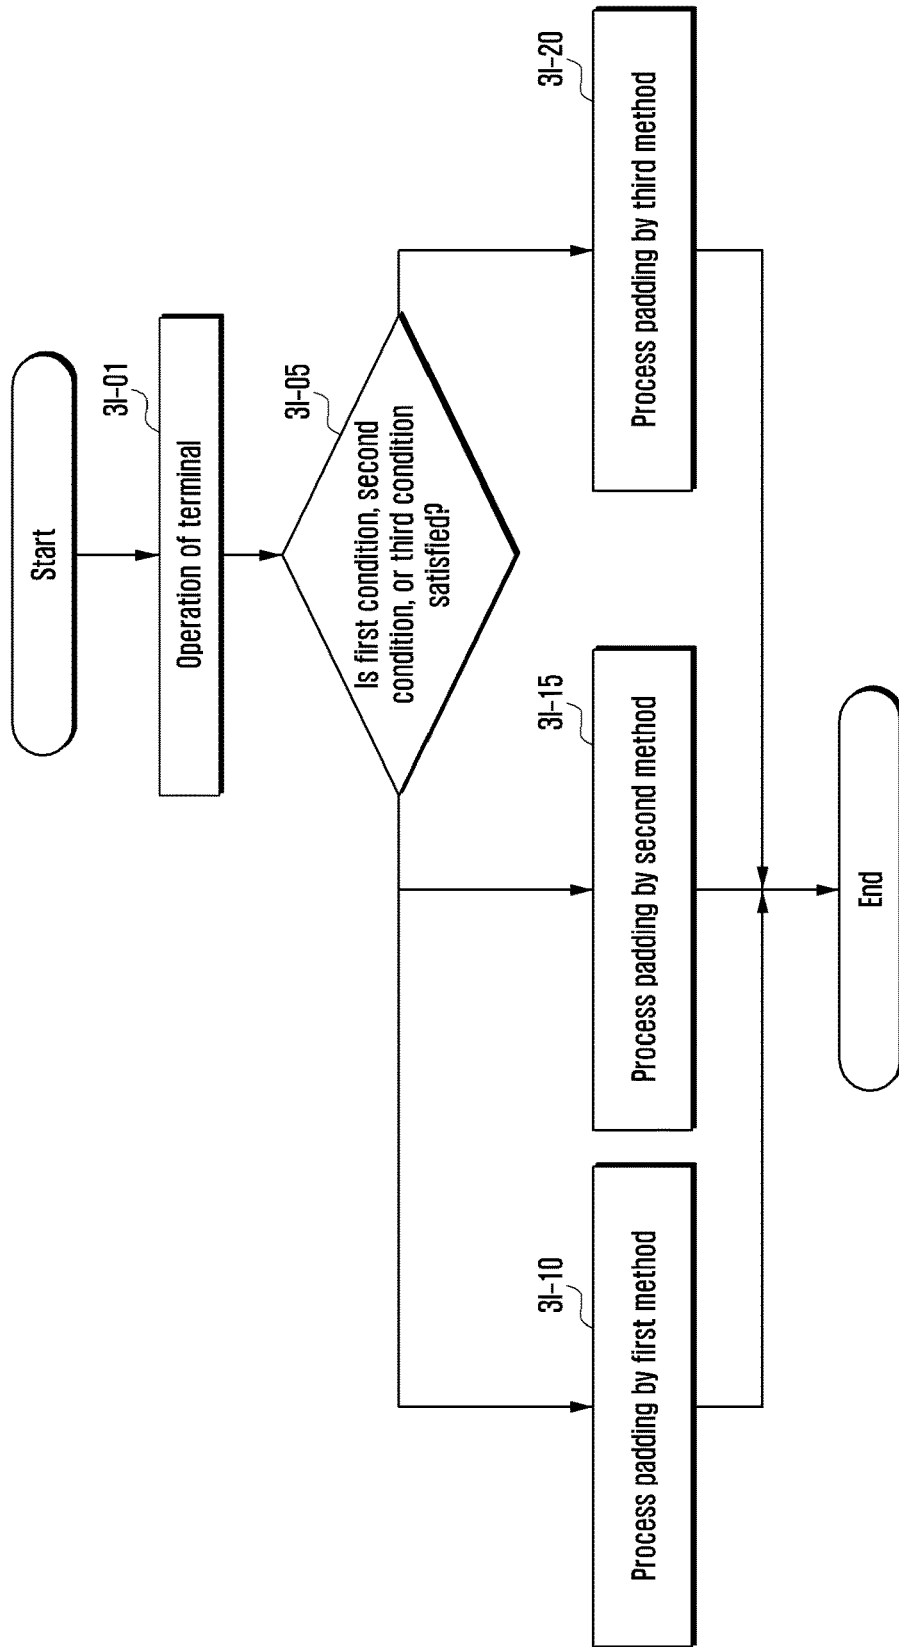 Start
3I-01
Operation of terminal
3I-05
Is first condition, second
condition, or third condition
satisfied?
3I-10
Process padding by first method
3I-15
Process padding by second method
3I-20
Process padding by third method
End